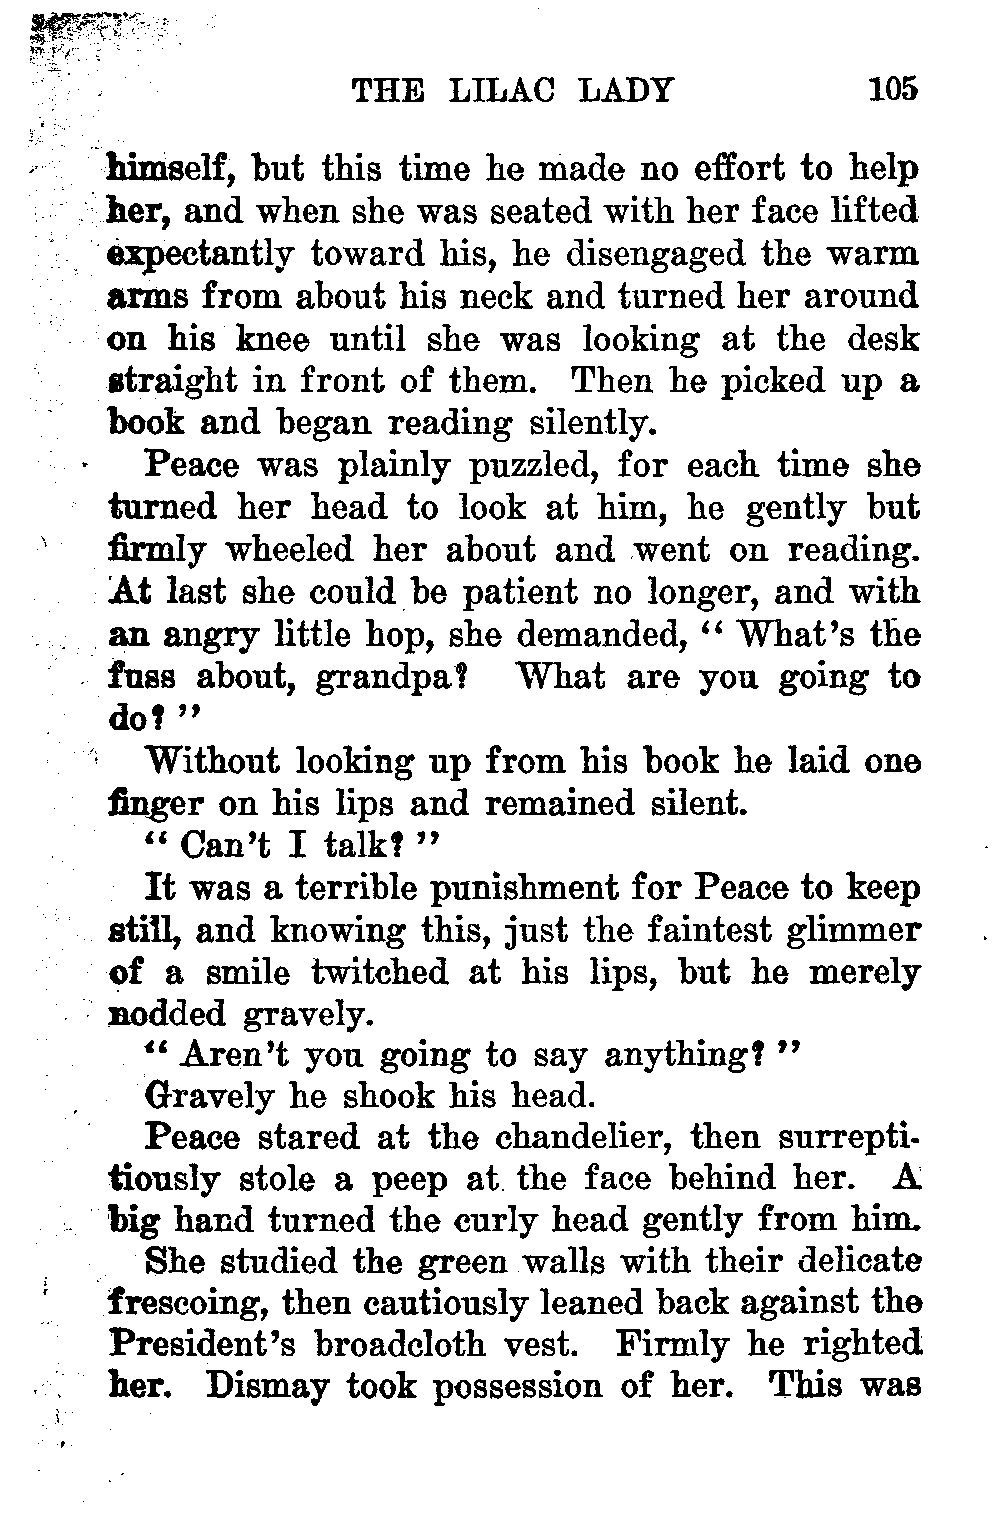 THE LILAC LADY 105
himself, but this time he made no effort to help
her, and when she was seated with her face lifted
expectantly toward his, he disengaged the warm
arms from about his neck and turned her around
on his knee until she was looking at the desk
straight in front of them. Then he picked up a
book and began reading silently.
Peace was plainly puzzled, for each time she
turned her head to look at him, he gently but
firmly wheeled her about and went on reading.
At last she could be patient no longer, and with
an angry little hop, she demanded, “ What’s the
fuss about, grandpa? What are you going to
do? ”
Without looking up from his book he laid one
finger on his lips and remained silent.
“ Can’t I talk? ”
It was a terrible punishment for Peace to keep
still, and knowing this, just the faintest glimmer
of a smile twitched at his lips, but he merely
nodded gravely.
“ Aren’t you going to say anything? ”
Gravely he shook his head.
Peace stared at the chandelier, then surrepti-
tiously stole a peep at the face behind her. A
big hand turned the curly head gently from him.
She studied the green walls with their delicate
frescoing, then cautiously leaned back against the
President’s broadcloth vest. Firmly he righted
her. Dismay took possession of her. This was